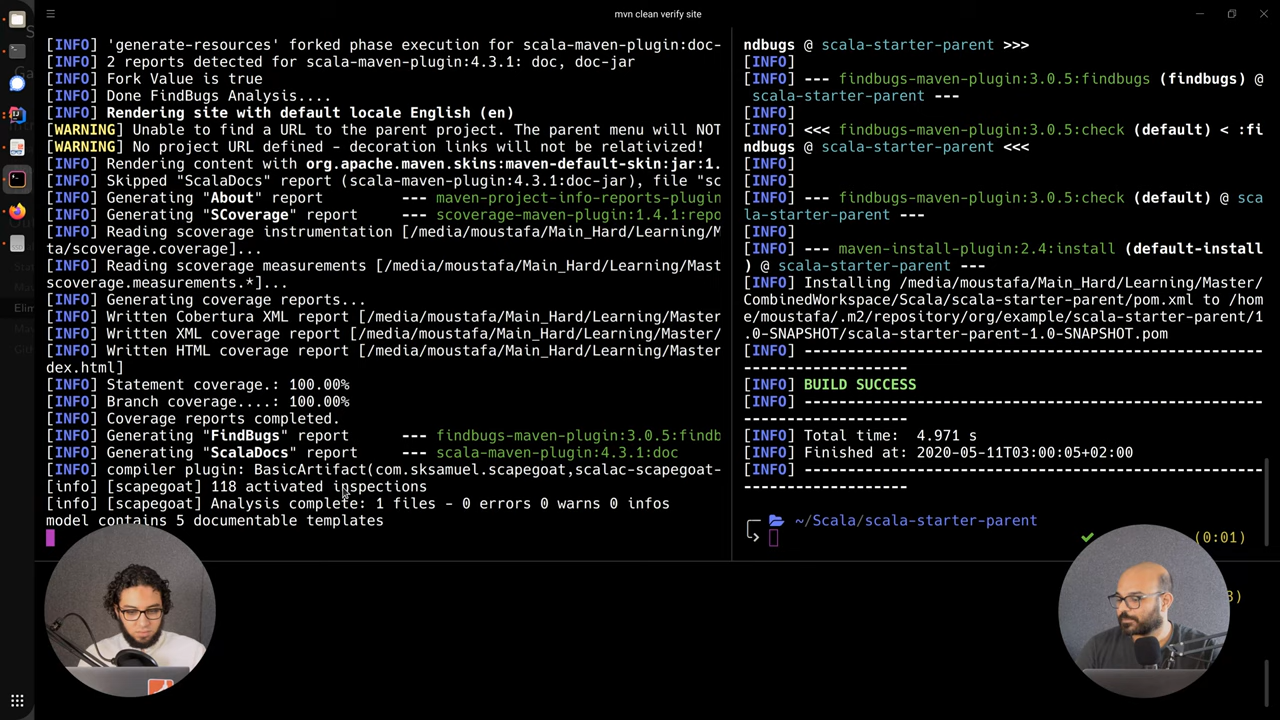 mvn clean verify site
[INFO] 'generate-resources' forked phase execution for scala-maven-plugin:doc-
[INFO] 2 reports detected for scala-maven-plugin:4.3.1: doc, doc-jar
[INFO] Fork Value is true
[INFO] Done FindBugs Analysis....
[INFO] Rendering site with default locale English (en)
[WARNING] Unable to find a URL to the parent project. The parent menu will NOT
[WARNING] No project URL defined - decoration links will not be relativized!
[INFO] Rendering content with org.apache.maven.skins:maven-default-skin:jar:1.
[INFO] Skipped "ScalaDocs" report (scala-maven-plugin:4.3.1:doc-jar), file "sc
[INFO] Generating "About" report --- maven-project-info-reports-plugin
[INFO] Generating "SCoverage" report --- scoverage-maven-plugin:1.4.1:repo
[INFO] Reading scoverage instrumentation [/media/moustafa/Main_Hard/Learning/M
ta/scoverage.coverage]...
[INFO] Reading scoverage measurements [/media/moustafa/Main_Hard/Learning/Mast
scoverage.measurements.*]...
[INFO] Generating coverage reports...
[INFO] Written Cobertura XML report [/media/moustafa/Main_Hard/Learning/Master
[INFO] Written XML coverage report [/media/moustafa/Main_Hard/Learning/Master/
[INFO] Written HTML coverage report [/media/moustafa/Main_Hard/Learning/Master
dex.html]
[INFO] Statement coverage.: 100.00%
[INFO] Branch coverage....: 100.00%
[INFO] Coverage reports completed.
[INFO] Generating "FindBugs" report --- findbugs-maven-plugin:3.0.5:findb
[INFO] Generating "ScalaDocs" report --- scala-maven-plugin:4.3.1:doc
[INFO] compiler plugin: BasicArtifact(com.sksamuel.scapegoat,scalac-scapegoat-
[info] [scapegoat] 118 activated inspections
[info] [scapegoat] Analysis complete: 1 files - 0 errors 0 warns 0 infos
model contains 5 documentable templates
ndbugs @ scala-starter-parent >>>
[INFO]
[INFO] --- findbugs-maven-plugin:3.0.5:findbugs (findbugs) @
scala-starter-parent ---
[INFO]
[INFO] <<< findbugs-maven-plugin:3.0.5:check (default) < :fi
ndbugs @ scala-starter-parent <<<
[INFO]
[INFO]
[INFO] --- findbugs-maven-plugin:3.0.5:check (default) @ sca
la-starter-parent ---
[INFO]
[INFO] --- maven-install-plugin:2.4:install (default-install
) @ scala-starter-parent ---
[INFO] Installing /media/moustafa/Main_Hard/Learning/Master/
CombinedWorkspace/Scala/scala-starter-parent/pom.xml to /hom
e/moustafa/.m2/repository/org/example/scala-starter-parent/1
.0-SNAPSHOT/scala-starter-parent-1.0-SNAPSHOT.pom
[INFO] ------------------------------------------------------
------------------
[INFO] BUILD SUCCESS
[INFO] ------------------------------------------------------
------------------
[INFO] Total time: 4.971 s
[INFO] Finished at: 2020-05-11T03:00:05+02:00
[INFO] ------------------------------------------------------
------------------
~/Scala/scala-starter-parent
(0:01)